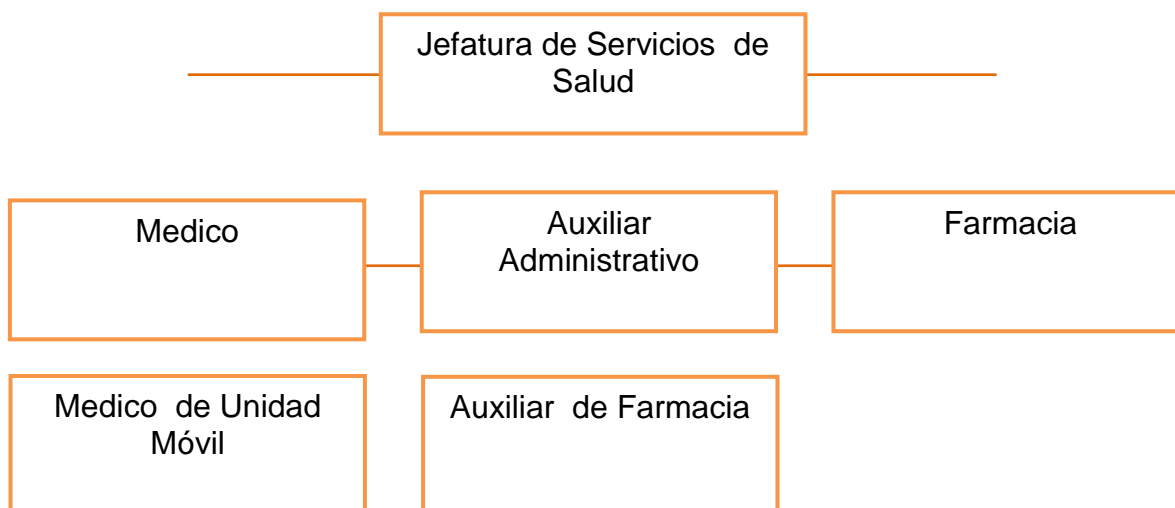 Jefatura de Servicios  de
Salud
Medico
Auxiliar
Administrativo
Farmacia
Medico  de Unidad
Móvil
Auxiliar  de Farmacia